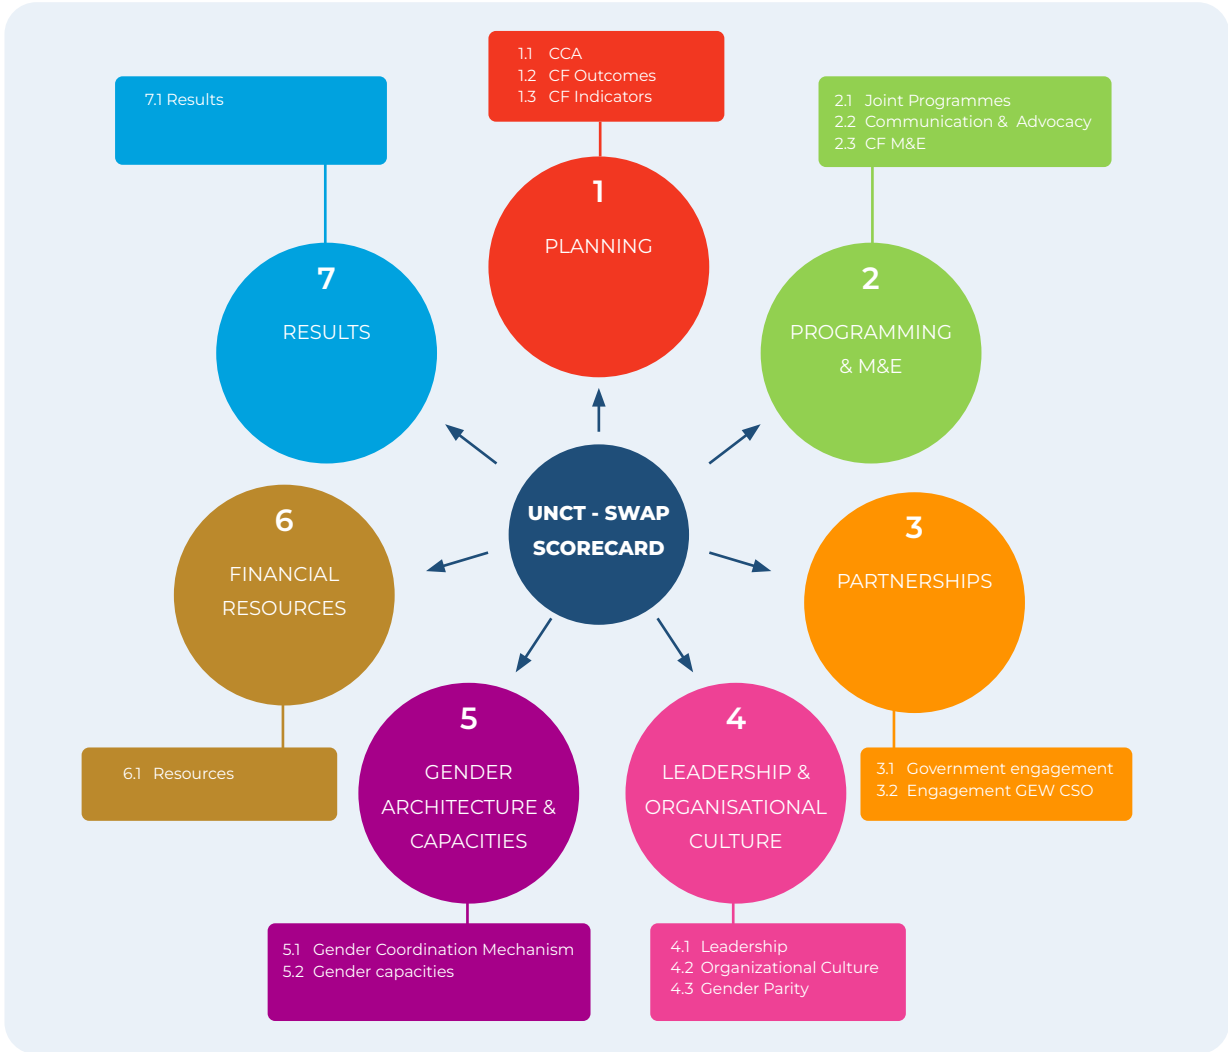 1.1 CCA
1.2 CF Outcomes
1.3 CF Indicators
1
PLANNING
2.1 Joint Programmes
2.2 Communication & Advocacy
2.3 CF M&E
2
PROGRAMMING
& M&E
3
PARTNERSHIPS
3.1 Government engagement
3.2 Engagement GEW CSO
4
LEADERSHIP &
ORGANISATIONAL
CULTURE
4.1 Leadership
4.2 Organizational Culture
4.3 Gender Parity
5
GENDER
ARCHITECTURE &
CAPACITIES
5.1 Gender Coordination Mechanism
5.2 Gender capacities
6
FINANCIAL
RESOURCES
6.1 Resources
7.1 Results
7
RESULTS
UNCT - SWAP
SCORECARD